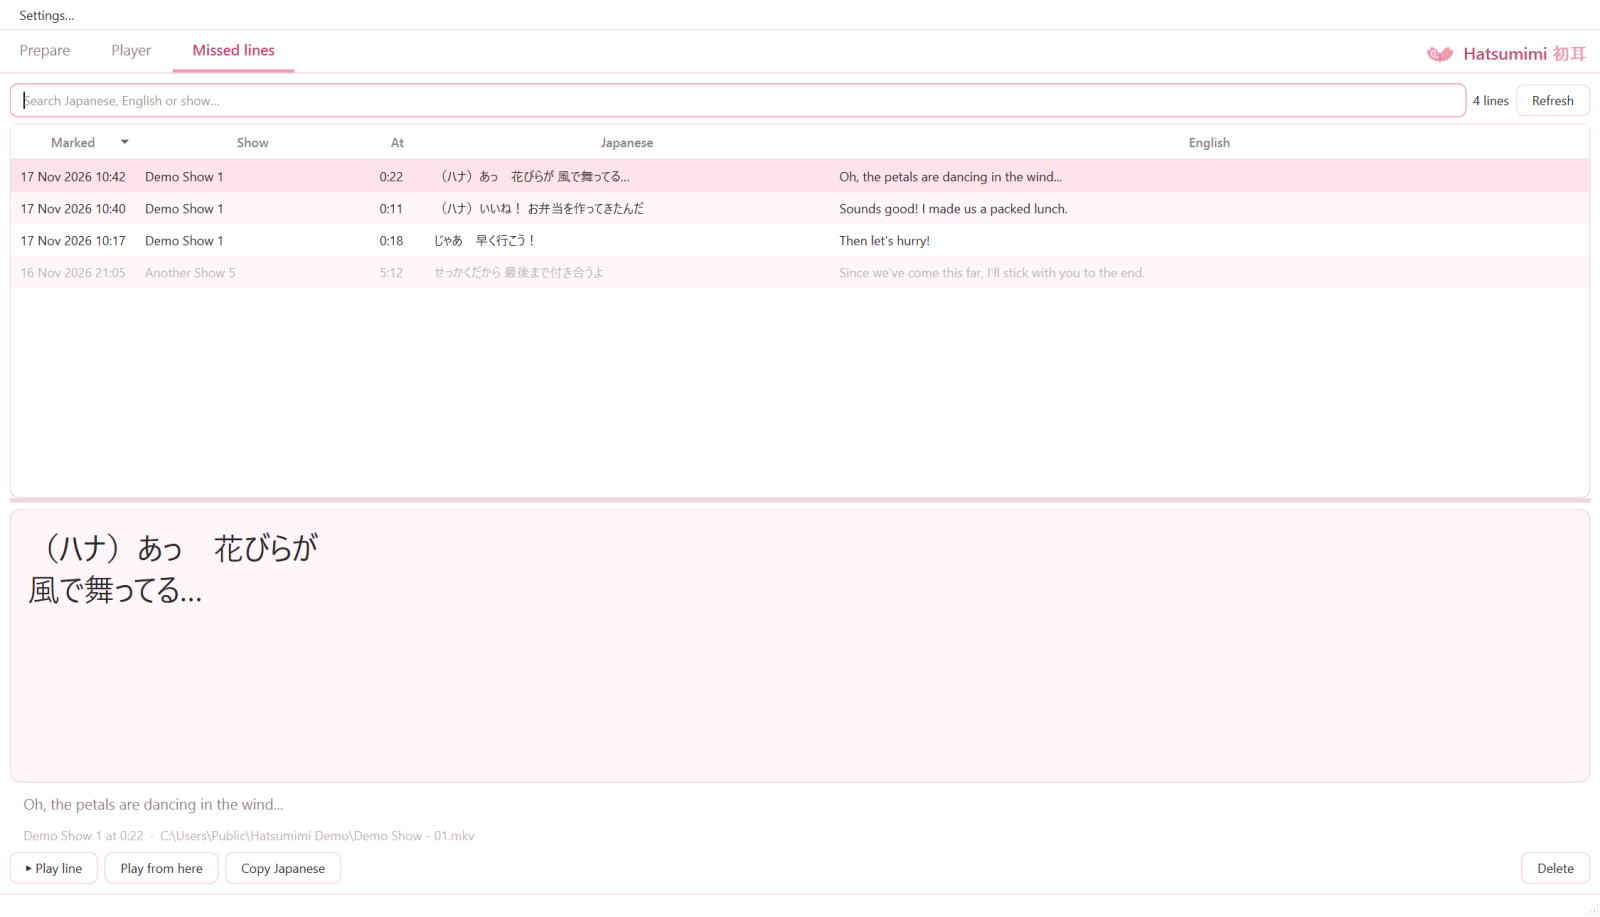 Settings...
Prepare Player Missed lines
Hatsumimi 初耳
Search Japanese, English or show...
4 lines Refresh
Marked Show At Japanese English
17 Nov 2026 10:42 Demo Show 1 0:22 （ハナ）あっ　花びらが 風で舞ってる… Oh, the petals are dancing in the wind...
17 Nov 2026 10:40 Demo Show 1 0:11 （ハナ）いいね！ お弁当を作ってきたんだ Sounds good! I made us a packed lunch.
17 Nov 2026 10:17 Demo Show 1 0:18 じゃあ　早く行こう！ Then let's hurry!
16 Nov 2026 21:05 Another Show 5 5:12 せっかくだから 最後まで付き合うよ Since we've come this far, I'll stick with you to the end.
（ハナ）あっ　花びらが
風で舞ってる…
Oh, the petals are dancing in the wind...
Demo Show 1 at 0:22 · C:\Users\Public\Hatsumimi Demo\Demo Show - 01.mkv
Play line Play from here Copy Japanese Delete